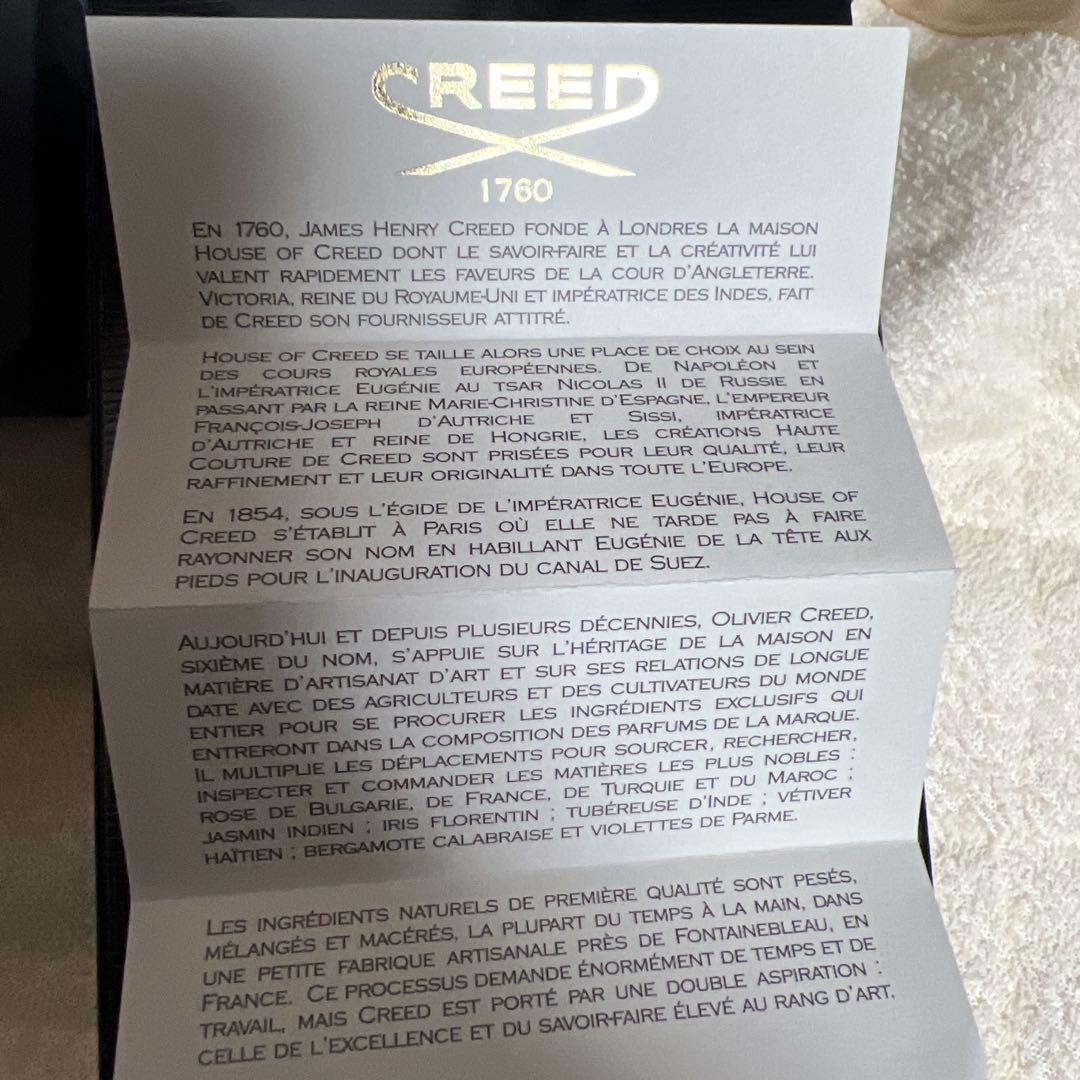 CREED
1760
EN 1760, JAMES HENRY CREED FONDE À LONDRES LA MAISON
HOUSE OF CREED DONT LE SAVOIR-FAIRE ET LA CRÉATIVITÉ LUI
VALENT RAPIDEMENT LES FAVEURS DE LA COUR D'ANGLETERRE.
VICTORIA, REINE DU ROYAUME-UNI ET IMPÉRATRICE DES INDES, FAIT
DE CREED SON FOURNISSEUR ATTITRÉ.
HOUSE OF CREED SE TAILLE ALORS UNE PLACE DE CHOIX AU SEIN
DES COURS ROYALES EUROPÉENNES. DE NAPOLÉON ET
L'IMPÉRATRICE EUGÉNIE AU TSAR NICOLAS II DE RUSSIE EN
PASSANT PAR LA REINE MARIE-CHRISTINE D'ESPAGNE, L'EMPEREUR
FRANÇOIS-JOSEPH D'AUTRICHE ET SISSI, IMPÉRATRICE
D'AUTRICHE ET REINE DE HONGRIE, LES CRÉATIONS HAUTE
COUTURE DE CREED SONT PRISÉES POUR LEUR QUALITÉ, LEUR
RAFFINEMENT ET LEUR ORIGINALITÉ DANS TOUTE L'EUROPE.
EN 1854, SOUS L'ÉGIDE DE L'IMPÉRATRICE EUGÉNIE, HOUSE OF
CREED S'ÉTABLIT À PARIS OÙ ELLE NE TARDE PAS À FAIRE
RAYONNER SON NOM EN HABILLANT EUGÉNIE DE LA TÊTE AUX
PIEDS POUR L'INAUGURATION DU CANAL DE SUEZ.
AUJOURD'HUI ET DEPUIS PLUSIEURS DÉCENNIES, OLIVIER CREED,
SIXIÈME DU NOM, S'APPUIE SUR L'HÉRITAGE DE LA MAISON EN
MATIÈRE D'ARTISANAT D'ART ET SUR SES RELATIONS DE LONGUE
DATE AVEC DES AGRICULTEURS ET DES CULTIVATEURS DU MONDE
ENTIER POUR SE PROCURER LES INGRÉDIENTS EXCLUSIFS QUI
ENTRERONT DANS LA COMPOSITION DES PARFUMS DE LA MARQUE.
IL MULTIPLIE LES DÉPLACEMENTS POUR SOURCER, RECHERCHER,
INSPECTER ET COMMANDER LES MATIÈRES LES PLUS NOBLES :
ROSE DE BULGARIE, DE FRANCE, DE TURQUIE ET DU MAROC ;
JASMIN INDIEN ; IRIS FLORENTIN ; TUBÉREUSE D'INDE ; VÉTIVER
HAÏTIEN ; BERGAMOTE CALABRAISE ET VIOLETTES DE PARME.
LES INGRÉDIENTS NATURELS DE PREMIÈRE QUALITÉ SONT PESÉS,
MÉLANGÉS ET MACÉRÉS, LA PLUPART DU TEMPS À LA MAIN, DANS
UNE PETITE FABRIQUE ARTISANALE PRÈS DE FONTAINEBLEAU, EN
FRANCE. CE PROCESSUS DEMANDE ÉNORMÉMENT DE TEMPS ET DE
TRAVAIL, MAIS CREED EST PORTÉ PAR UNE DOUBLE ASPIRATION :
CELLE DE L'EXCELLENCE ET DU SAVOIR-FAIRE ÉLEVÉ AU RANG D'ART.